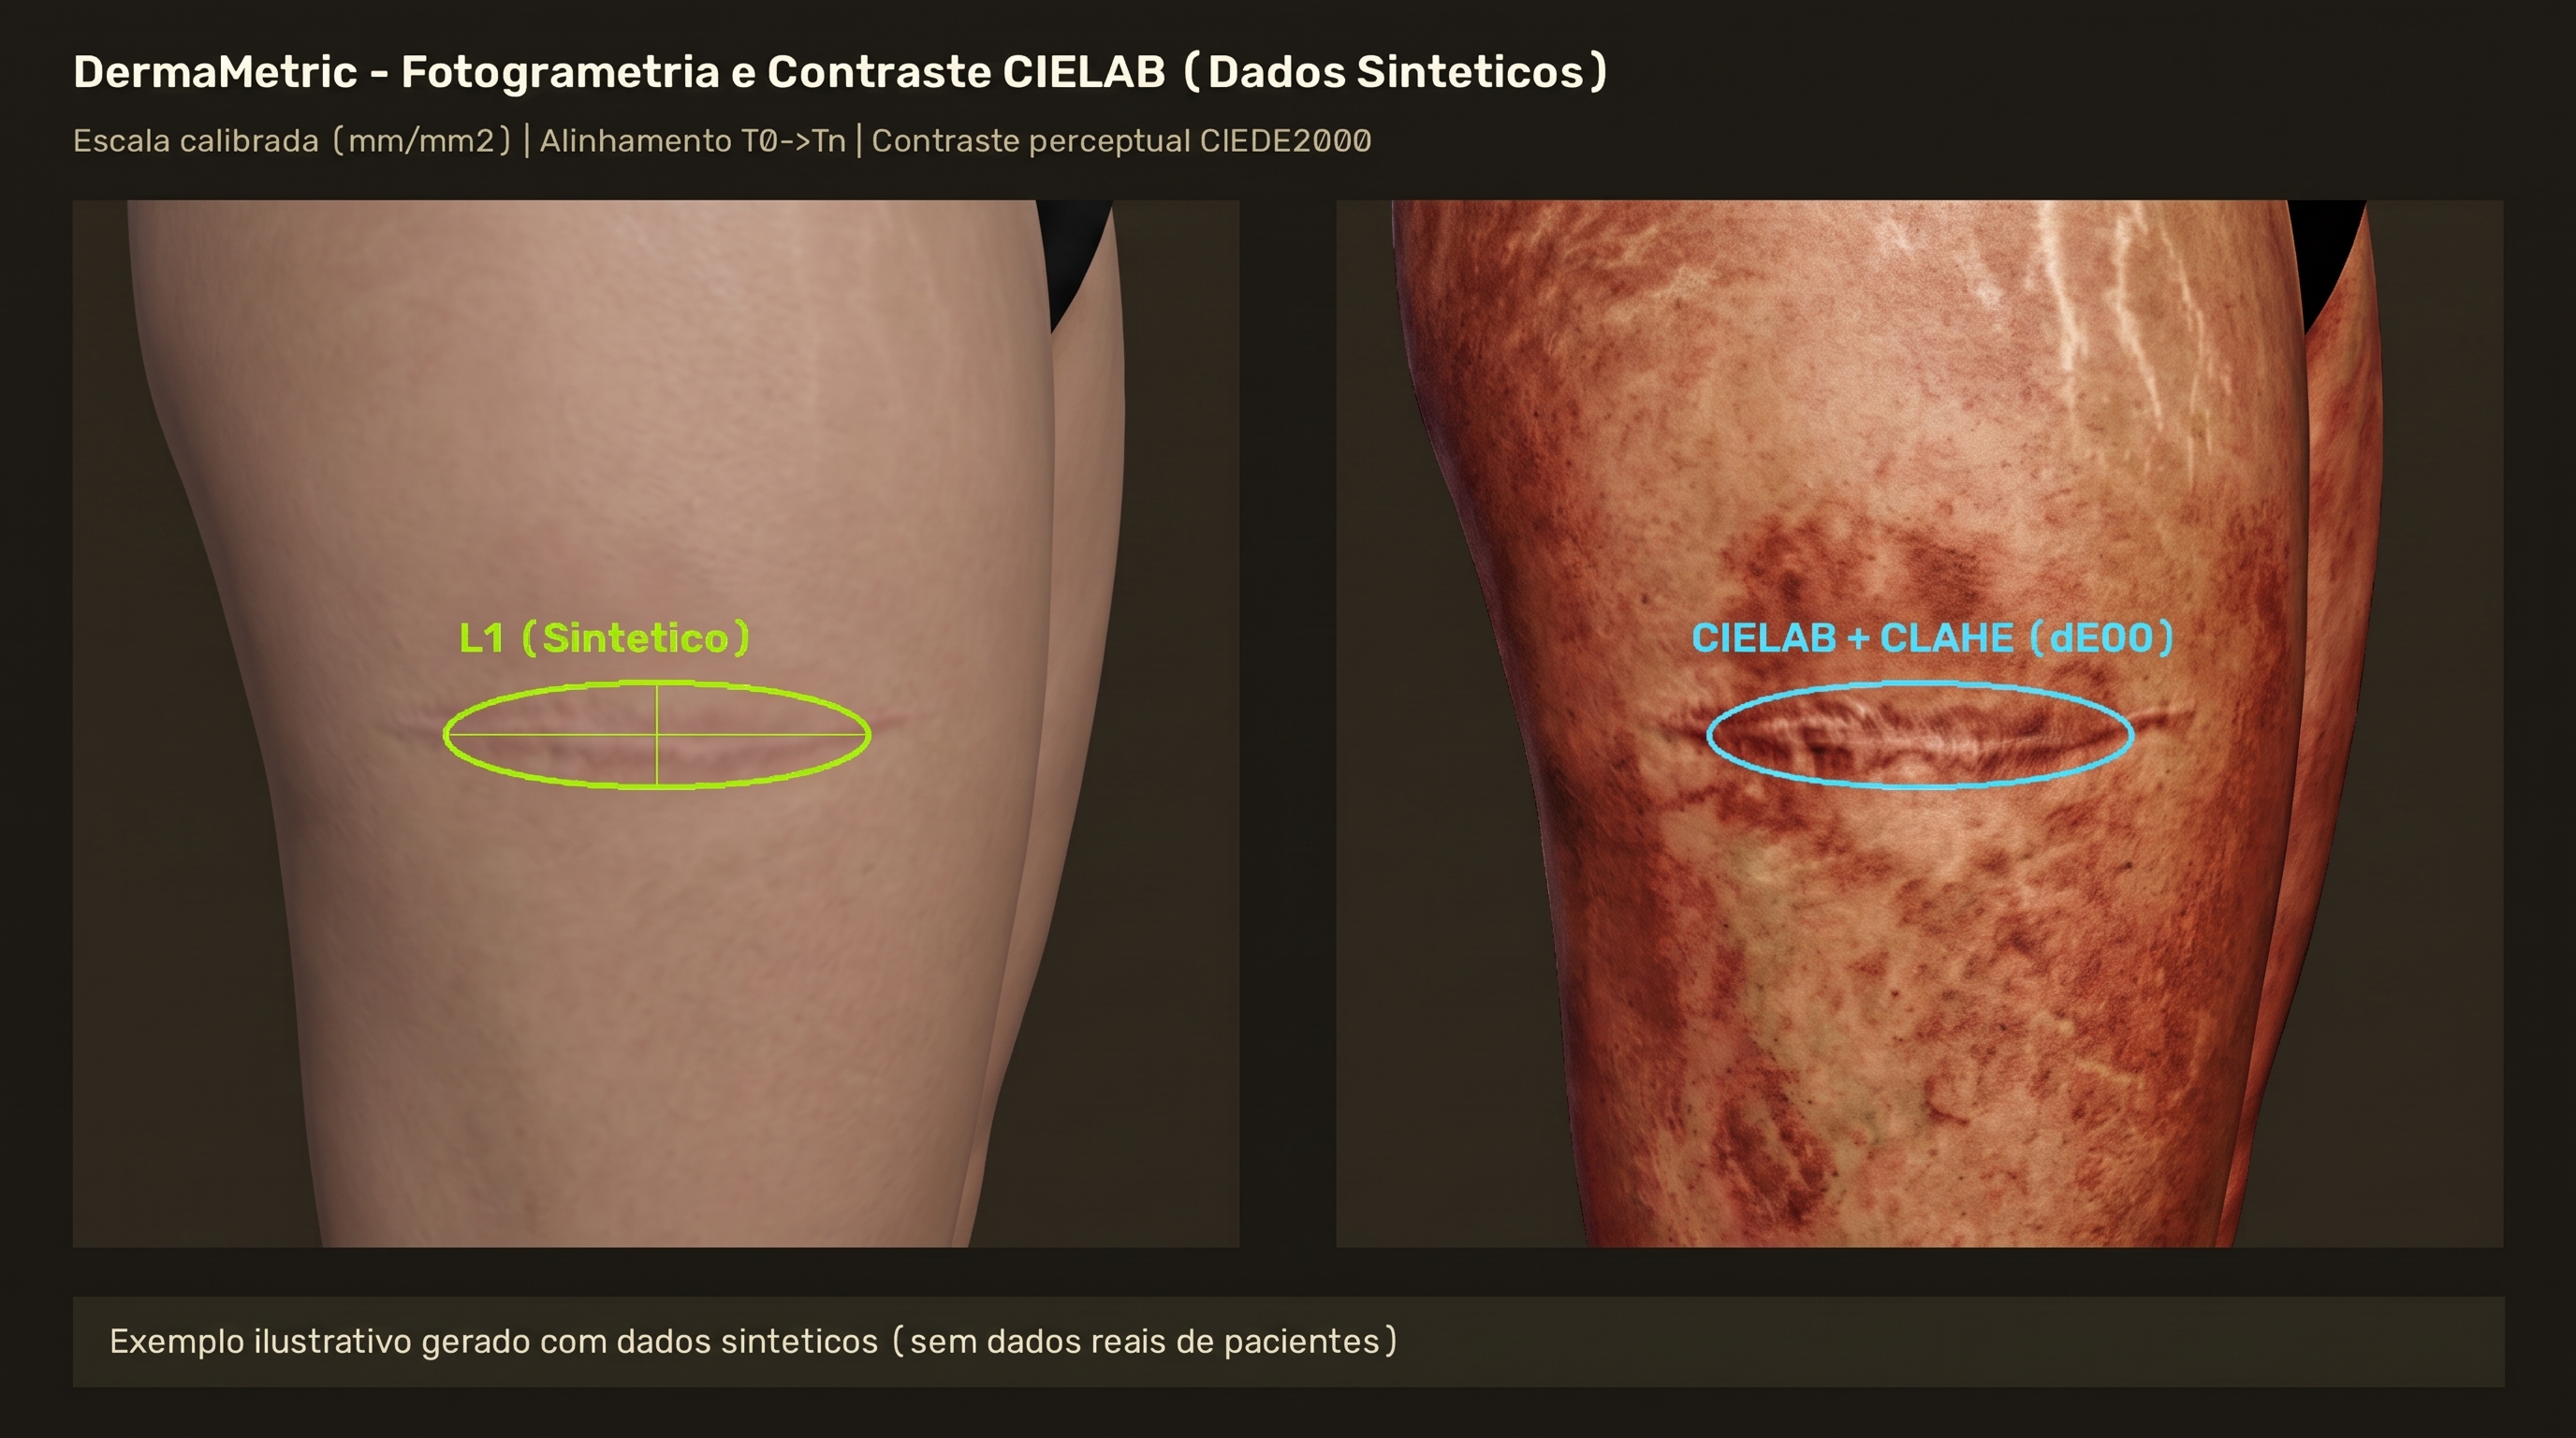 DermaMetric - Fotogrametria e Contraste CIELAB (Dados Sinteticos)
Escala calibrada (mm/mm2) | Alinhamento T0->Tn | Contraste perceptual CIEDE2000
L1 (Sintetico)
CIELAB + CLAHE (dE00)
Exemplo ilustrativo gerado com dados sinteticos (sem dados reais de pacientes)